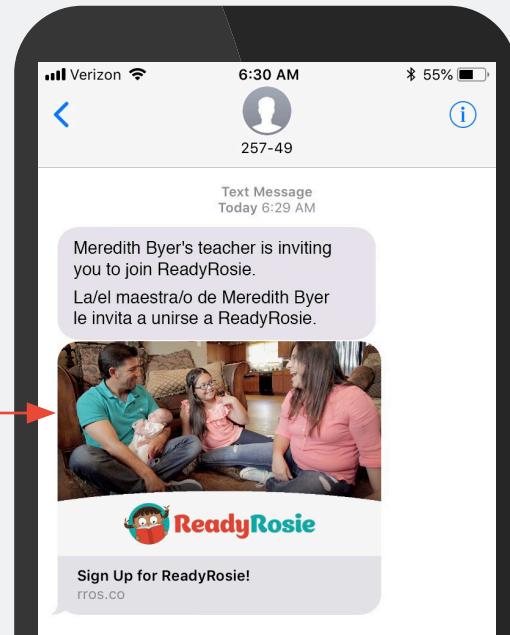 Verizon 6:30 AM 55%
257-49
Text Message
Today 6:29 AM
Meredith Byer's teacher is inviting
you to join ReadyRosie.
La/el maestra/o de Meredith Byer
le invita a unirse a ReadyRosie.
ReadyRosie
Sign Up for ReadyRosie!
rros.co